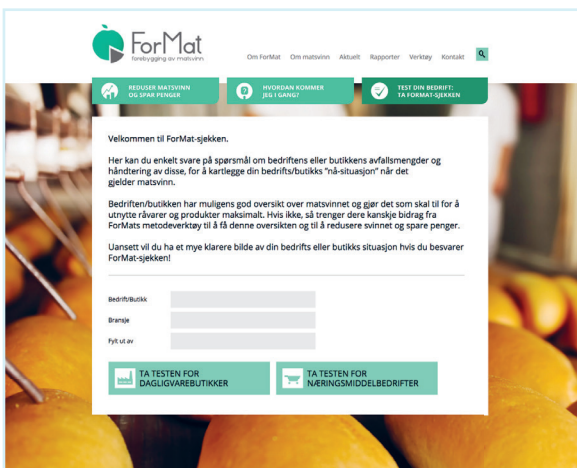 ForMat
forebygging av matsvinn
Om ForMat Om matsvinn Aktuelt Rapporter Verktøy Kontakt
REDUSER MATSVINN
OG SPAR PENGER
HVORDAN KOMMER
JEG I GANG?
TEST DIN BEDRIFT:
TA FORMAT-SJEKKEN
Velkommen til ForMat-sjekken.
Her kan du enkelt svare på spørsmål om bedriftens eller butikkens avfallsmengder og
håndtering av disse, for å kartlegge din bedrifts/butikks "nå-situasjon" når det
gjelder matsvinn.
Bedriften/butikken har muligens god oversikt over matsvinnet og gjør det som skal til for å
utnytte råvarer og produkter maksimalt. Hvis ikke, så trenger dere kanskje bidrag fra
ForMats metodeverktøy til å få denne oversikten og til å redusere svinnet og spare penger.
Uansett vil du ha et mye klarere bilde av din bedrifts eller butikks situasjon hvis du besvarer
ForMat-sjekken!
Bedrift/Butikk
Bransje
Fylt ut av
TA TESTEN FOR
DAGLIGVAREBUTIKKER
TA TESTEN FOR
NÆRINGSMIDDELBEDRIFTER